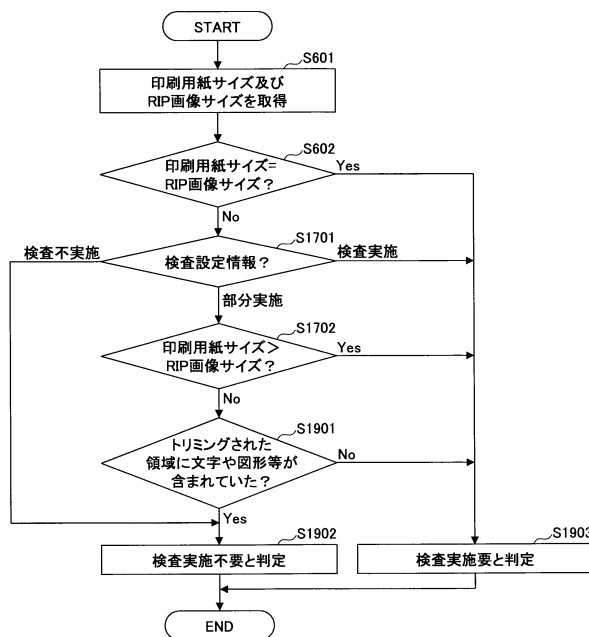 START
S601
印刷用紙サイズ及び
RIP画像サイズを取得
S602
印刷用紙サイズ=
RIP画像サイズ？
Yes
No
S1701
検査不実施
検査設定情報？
検査実施
部分実施
S1702
印刷用紙サイズ＞
RIP画像サイズ？
Yes
No
S1901
トリミングされた
領域に文字や図形等が
含まれていた？
No
Yes
S1902
検査実施不要と判定
S1903
検査実施要と判定
END